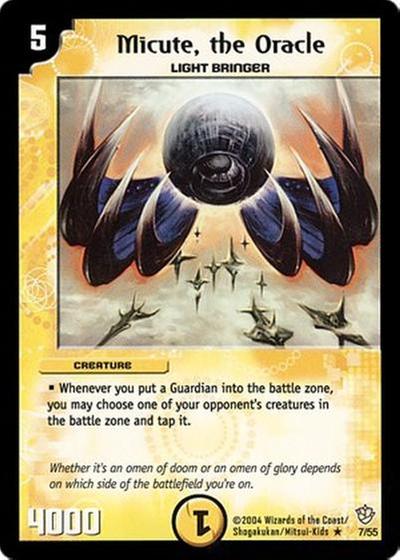 5
Micute, the Oracle
LIGHT BRINGER
CREATURE
▪ Whenever you put a Guardian into the battle zone,
you may choose one of your opponent's creatures in
the battle zone and tap it.
Whether it's an omen of doom or an omen of glory depends
on which side of the battlefield you're on.
4000
1
©2004 Wizards of the Coast/
Shogakukan/Mitsui-Kids ★ 7/55